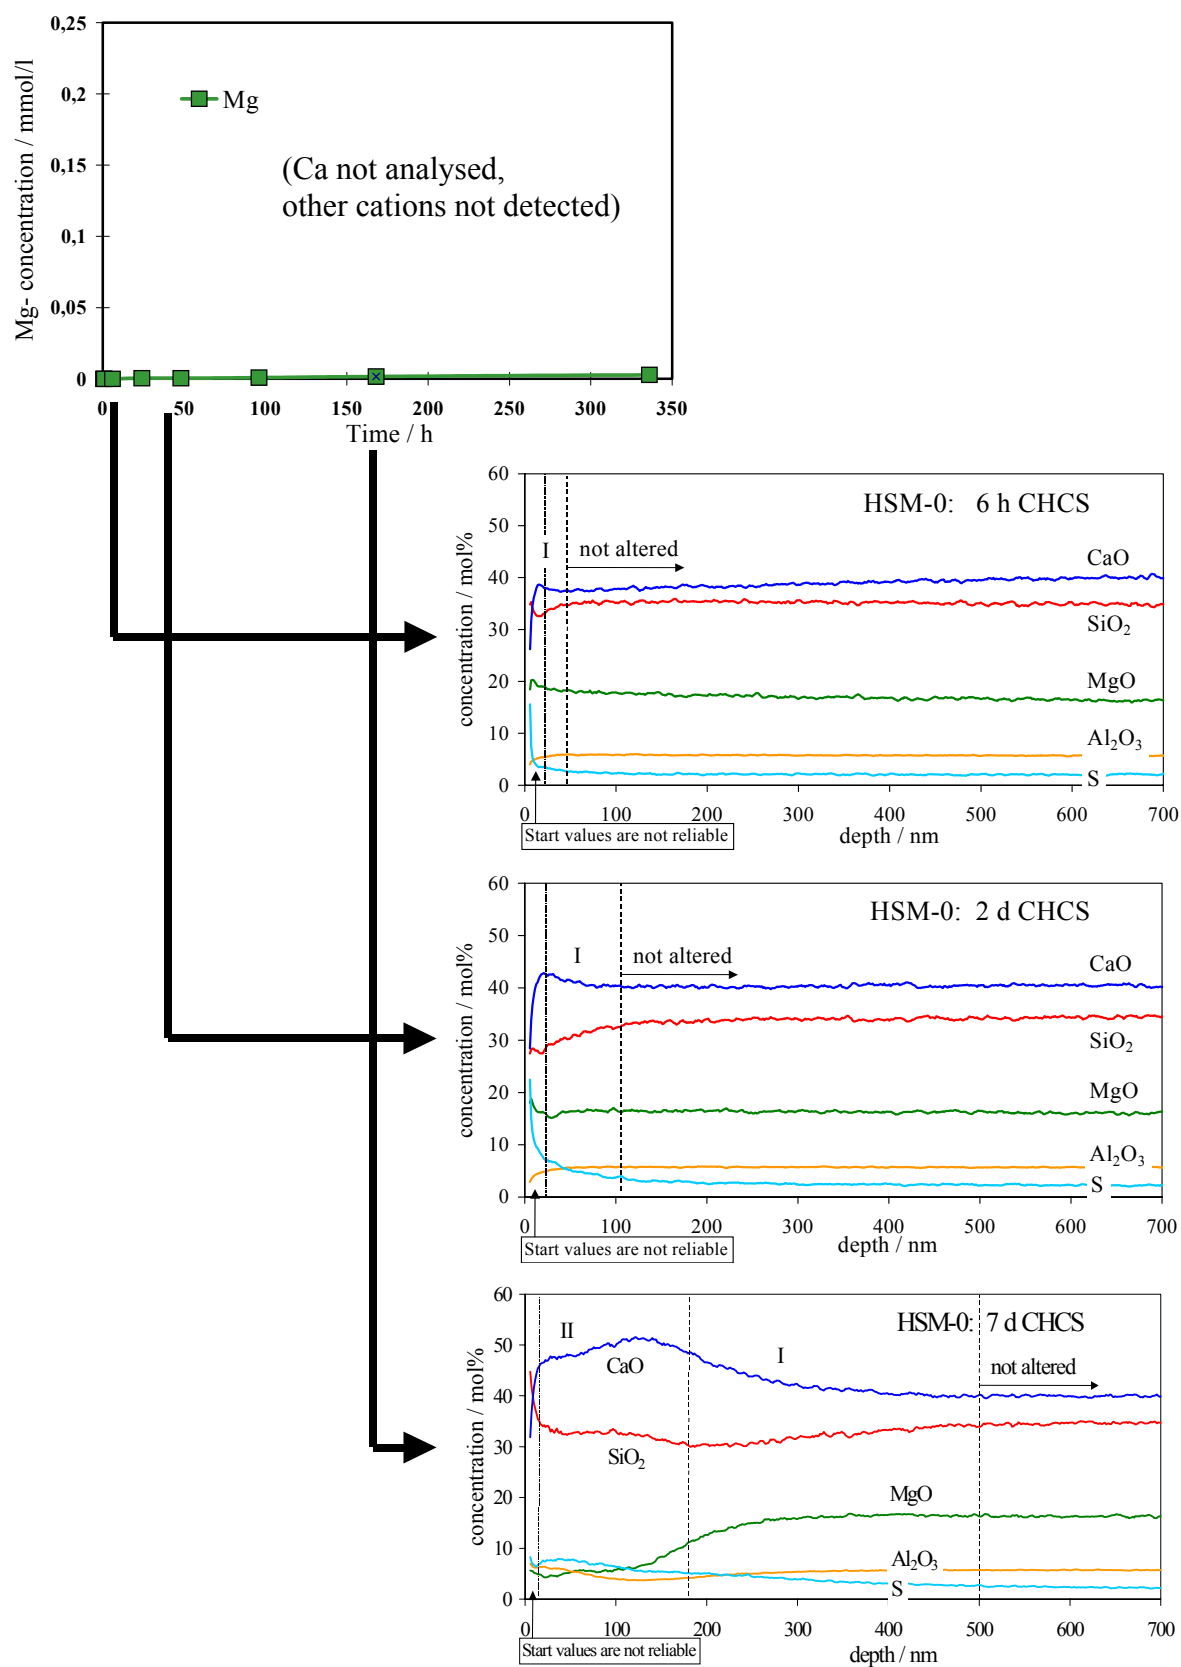 0,25
0,2
0,15
0,1
0,05
0
Mg- concentration / mmol/l
Mg
(Ca not analysed,
other cations not detected)
0 50 100 150 200 250 300 350
Time / h
60
50
40
30
20
10
0
concentration / mol%
HSM-0: 6 h CHCS
I
not altered
CaO
SiO₂
MgO
Al₂O₃
S
0 100 200 300 400 500 600 700
Start values are not reliable
depth / nm
60
50
40
30
20
10
0
concentration / mol%
HSM-0: 2 d CHCS
I
not altered
CaO
SiO₂
MgO
Al₂O₃
S
0 100 200 300 400 500 600 700
Start values are not reliable
depth / nm
60
50
40
30
20
10
0
concentration / mol%
HSM-0: 7 d CHCS
II
I
not altered
CaO
SiO₂
MgO
Al₂O₃
S
0 100 200 300 400 500 600 700
Start values are not reliable
depth / nm